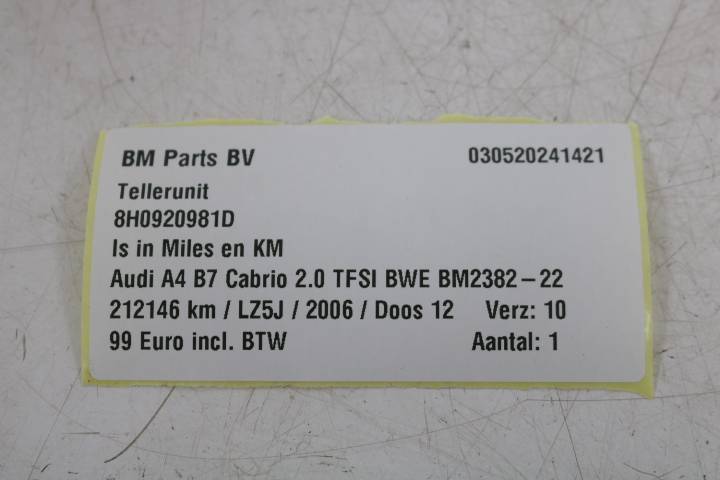 BM Parts BV 030520241421
Tellerunit
8H0920981D
Is in Miles en KM
Audi A4 B7 Cabrio 2.0 TFSI BWE BM2382-22
212146 km / LZ5J / 2006 / Doos 12 Verz: 10
99 Euro incl. BTW Aantal: 1